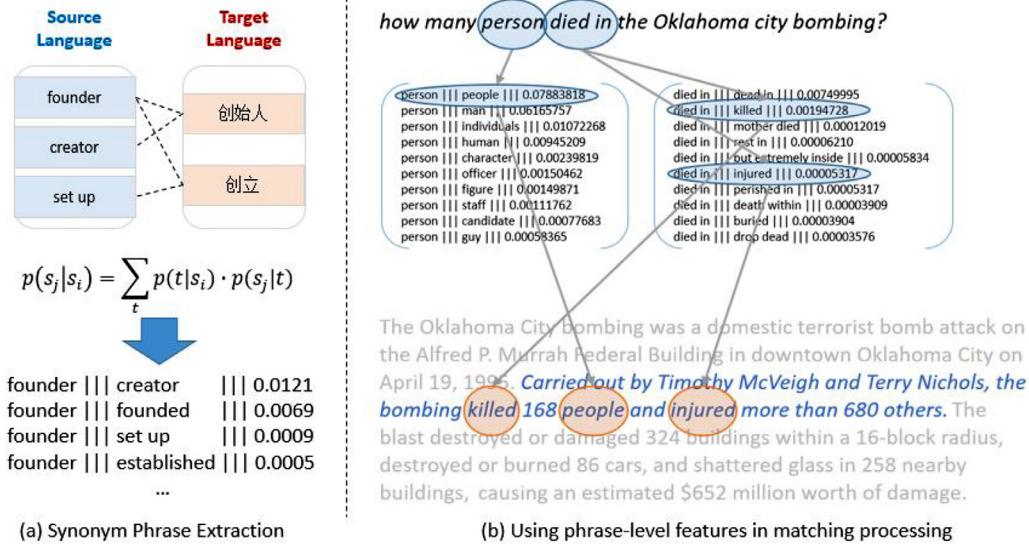 Source
Language
Target
Language
founder
creator
set up
创始人
创立
p(s_j|s_i) = ∑_t p(t|s_i) · p(s_j|t)
founder ||| creator ||| 0.0121
founder ||| founded ||| 0.0069
founder ||| set up ||| 0.0009
founder ||| established ||| 0.0005
...
(a) Synonym Phrase Extraction
how many person died in the Oklahoma city bombing?
person ||| people ||| 0.07883818
person ||| man ||| 0.06165757
person ||| individuals ||| 0.01072268
person ||| human ||| 0.00945209
person ||| character ||| 0.00239819
person ||| officer ||| 0.00150462
person ||| figure ||| 0.00149871
person ||| staff ||| 0.00111762
person ||| candidate ||| 0.00077683
person ||| guy ||| 0.00058365
died in ||| dead in ||| 0.00749995
died in ||| killed ||| 0.00194728
died in ||| mother died ||| 0.00012019
died in ||| rest in ||| 0.00006210
died in ||| put extremely inside ||| 0.00005834
died in ||| injured ||| 0.00005317
died in ||| perished in ||| 0.00005317
died in ||| death within ||| 0.00003909
died in ||| buried ||| 0.00003904
died in ||| drop dead ||| 0.00003576
The Oklahoma City bombing was a domestic terrorist bomb attack on
the Alfred P. Murrah Federal Building in downtown Oklahoma City on
April 19, 1995. Carried out by Timothy McVeigh and Terry Nichols, the
bombing killed 168 people and injured more than 680 others. The
blast destroyed or damaged 324 buildings within a 16-block radius,
destroyed or burned 86 cars, and shattered glass in 258 nearby
buildings, causing an estimated $652 million worth of damage.
(b) Using phrase-level features in matching processing